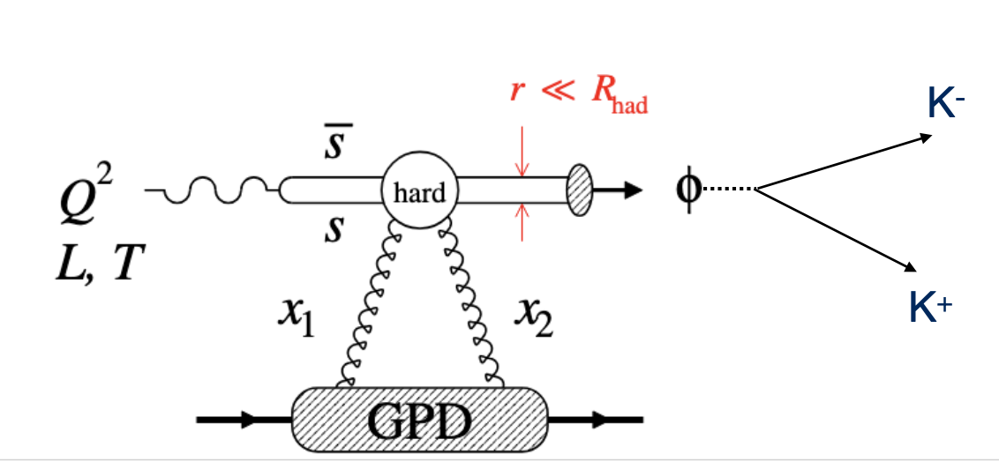 r ≪ R_had
K⁻
s̄
Q²
hard
ϕ
s
L, T
K⁺
x₁
x₂
GPD